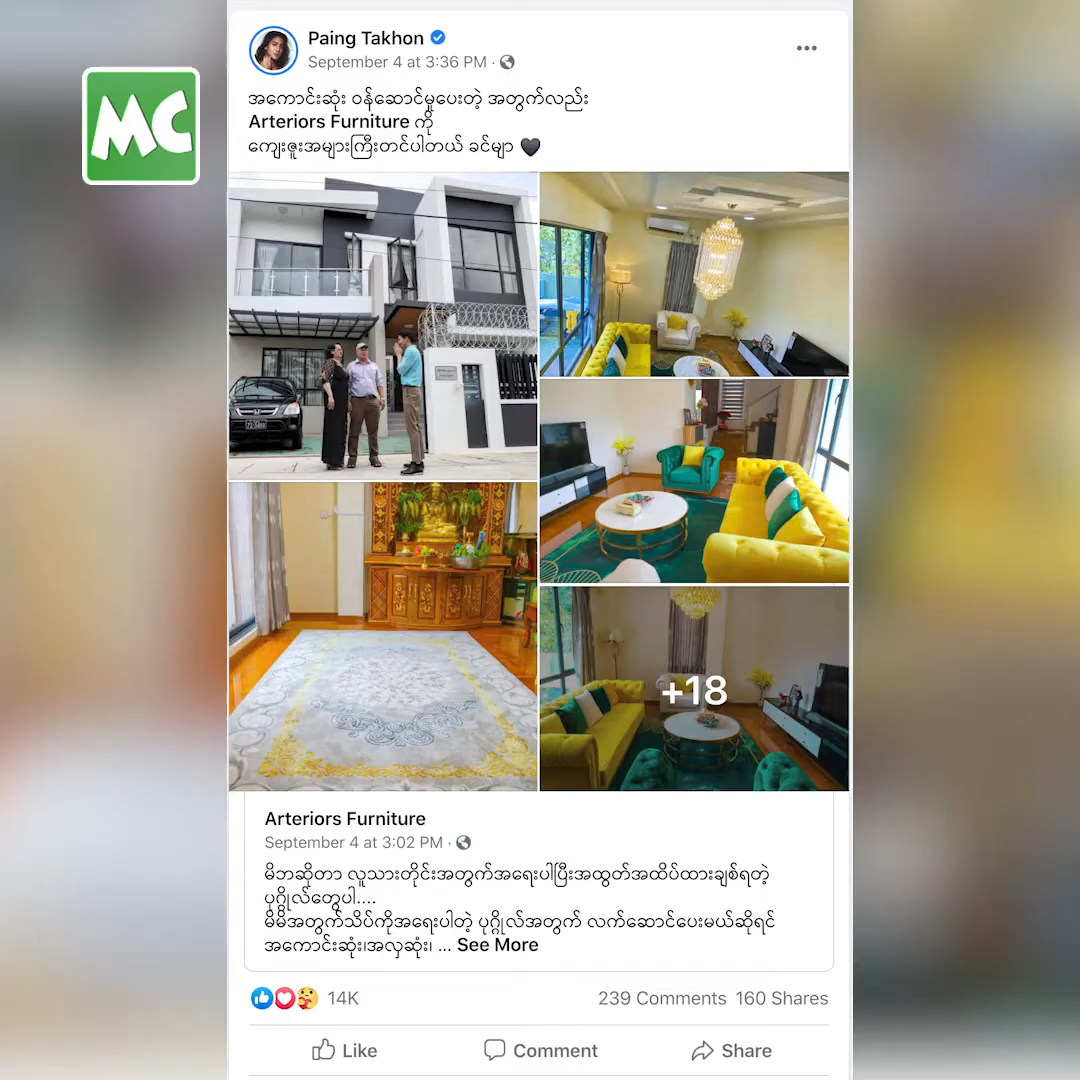 MC
Paing Takhon
September 4 at 3:36 PM ·
အကောင်းဆုံး ဝန်ဆောင်မှုပေးတဲ့ အတွက်လည်း
Arteriors Furniture ကို
ကျေးဇူးအများကြီးတင်ပါတယ် ခင်မျာ 🖤
+18
Arteriors Furniture
September 4 at 3:02 PM ·
မိဘဆိုတာ လူသားတိုင်းအတွက်အရေးပါပြီးအထွတ်အထိပ်ထားချစ်ရတဲ့
ပုဂ္ဂိုလ်တွေပါ....
မိမိအတွက်သိပ်ကိုအရေးပါတဲ့ ပုဂ္ဂိုလ်အတွက် လက်ဆောင်ပေးမယ်ဆိုရင်
အကောင်းဆုံး၊အလှဆုံး၊ ... See More
14K
239 Comments 160 Shares
Like
Comment
Share